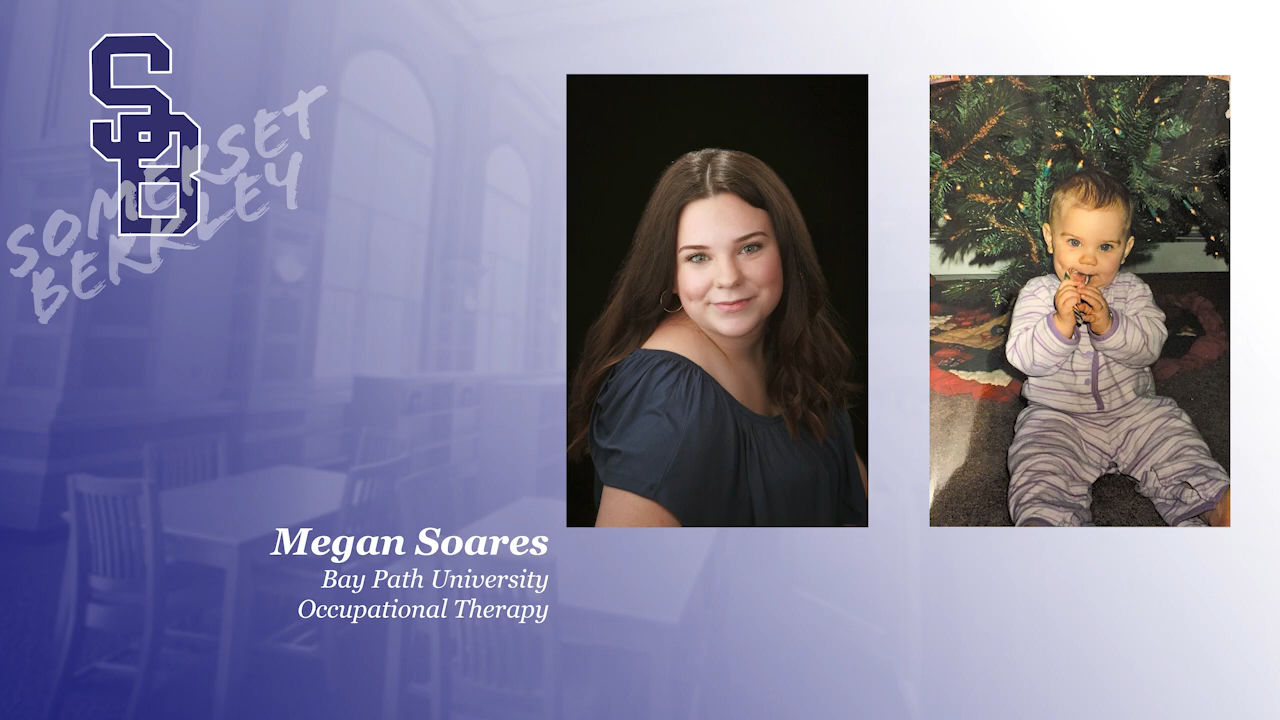 SB
SOMERSET
BERKLEY
Megan Soares
Bay Path University
Occupational Therapy